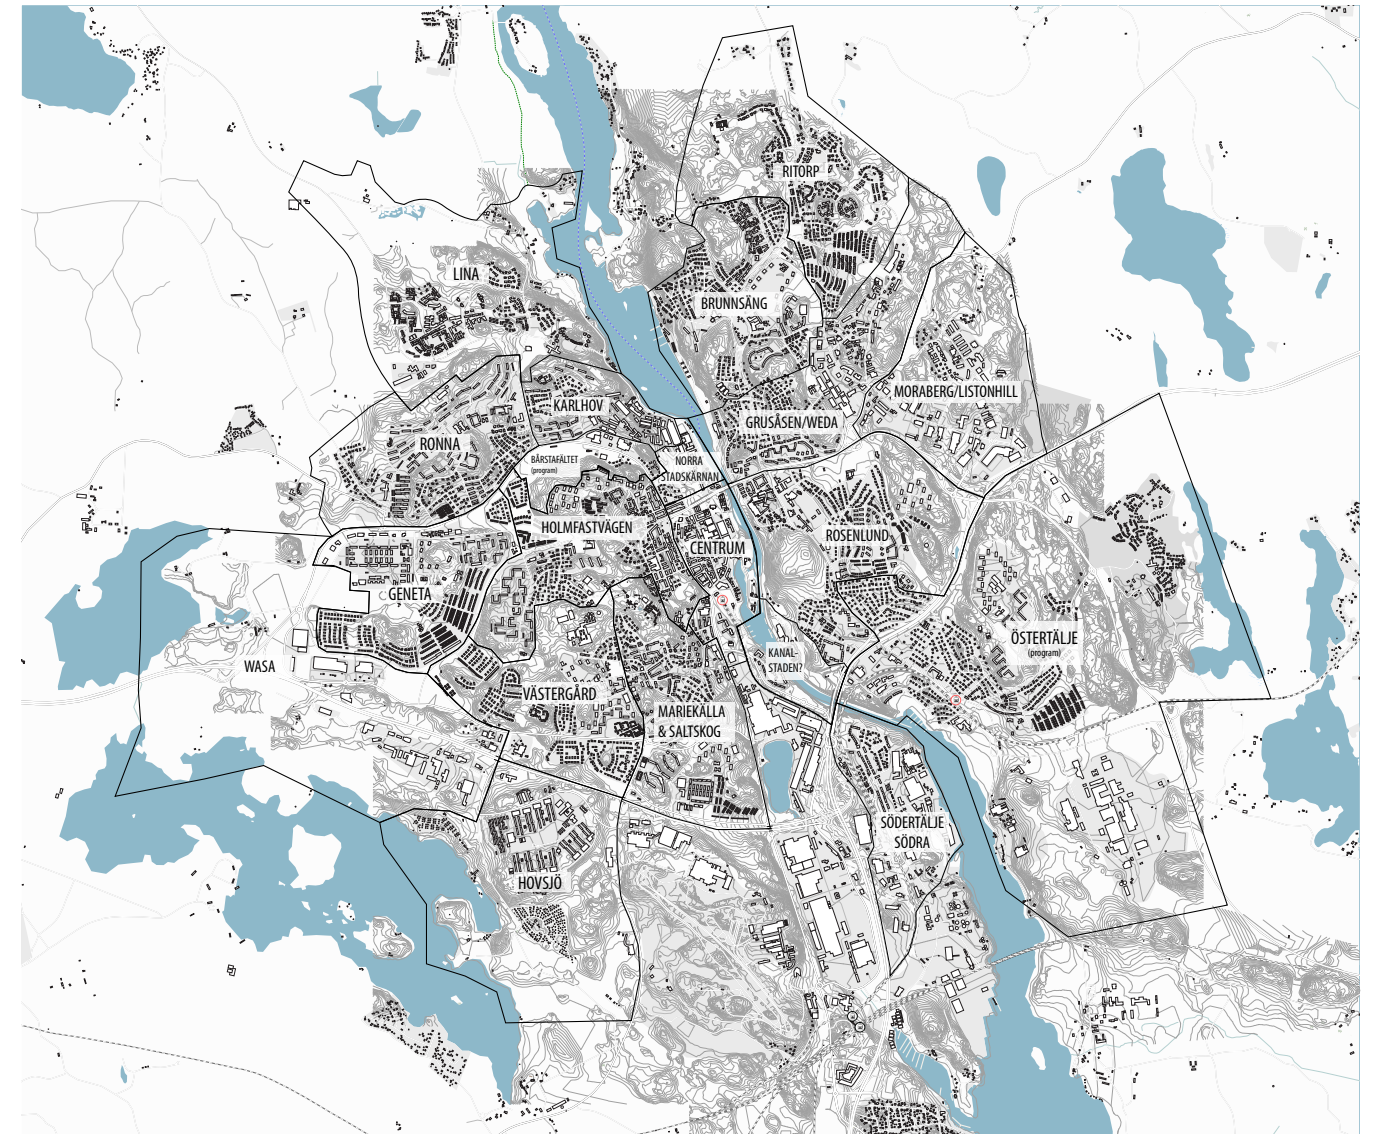 RITORP
LINA
BRUNNSÄNG
MORABERG/LISTONHILL
KARLHOV
GRUSÅSEN/WEDA
RONNA
BÅRSTAFÄLTET
(program)
NORRA
STADSKÄRNAN
HOLMFASTVÄGEN
ROSENLUND
CENTRUM
GENETA
ÖSTERTÄLJE
(program)
KANAL-
STADEN?
WASA
VÄSTERGÅRD
MARIEKÄLLA
& SALTSKOG
SÖDERTÄLJE
SÖDRA
HOVSJÖ